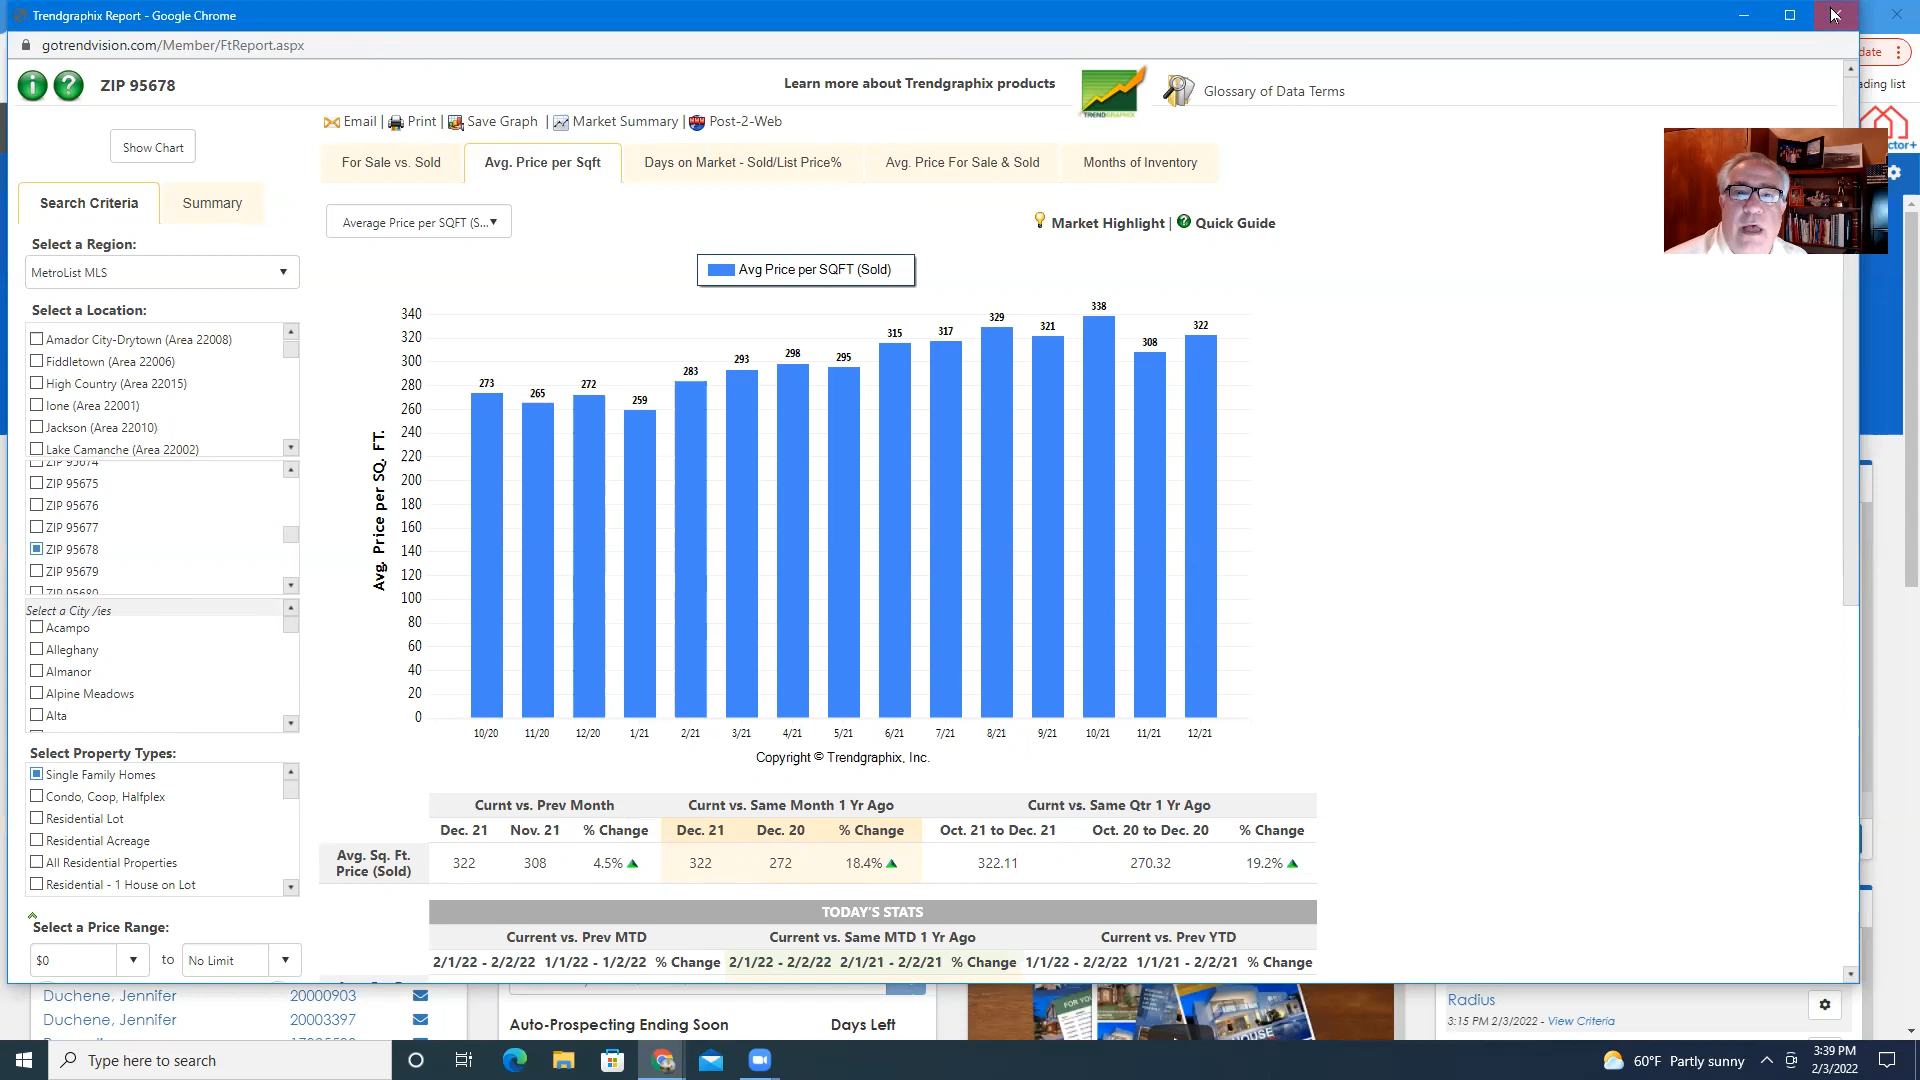 Trendgraphix Report - Google Chrome
gotrendvision.com/Member/FtReport.aspx
date
ading list
ZIP 95678
Learn more about Trendgraphix products
TRENDGRAPHIX
Glossary of Data Terms
Email | Print | Save Graph | Market Summary | Post-2-Web
Show Chart
For Sale vs. Sold
Avg. Price per Sqft
Days on Market - Sold/List Price%
Avg. Price For Sale & Sold
Months of Inventory
ctor+
Search Criteria
Summary
Average Price per SQFT (S...
Market Highlight | Quick Guide
Select a Region:
MetroList MLS
Select a Location:
Amador City-Drytown (Area 22008)
Fiddletown (Area 22006)
High Country (Area 22015)
Ione (Area 22001)
Jackson (Area 22010)
Lake Camanche (Area 22002)
ZIP 95674
ZIP 95675
ZIP 95676
ZIP 95677
ZIP 95678
ZIP 95679
ZIP 95680
Select a City /ies
Acampo
Alleghany
Almanor
Alpine Meadows
Alta
Select Property Types:
Single Family Homes
Condo, Coop, Halfplex
Residential Lot
Residential Acreage
All Residential Properties
Residential - 1 House on Lot
Select a Price Range:
$0 to No Limit
Avg Price per SQFT (Sold)
Avg. Price per SQ. FT.
340
320
300
280
260
240
220
200
180
160
140
120
100
80
60
40
20
0
273 265 272 259 283 293 298 295 315 317 329 321 338 308 322
10/20 11/20 12/20 1/21 2/21 3/21 4/21 5/21 6/21 7/21 8/21 9/21 10/21 11/21 12/21
Copyright © Trendgraphix, Inc.
Curnt vs. Prev Month Curnt vs. Same Month 1 Yr Ago Curnt vs. Same Qtr 1 Yr Ago
Dec. 21 Nov. 21 % Change Dec. 21 Dec. 20 % Change Oct. 21 to Dec. 21 Oct. 20 to Dec. 20 % Change
Avg. Sq. Ft.
Price (Sold)
322 308 4.5% 322 272 18.4% 322.11 270.32 19.2%
TODAY'S STATS
Current vs. Prev MTD Current vs. Same MTD 1 Yr Ago Current vs. Prev YTD
2/1/22 - 2/2/22 1/1/22 - 1/2/22 % Change 2/1/22 - 2/2/22 2/1/21 - 2/2/21 % Change 1/1/22 - 2/2/22 1/1/21 - 2/2/21 % Change
Duchene, Jennifer 20000903
Duchene, Jennifer 20003397
Auto-Prospecting Ending Soon Days Left
FOR YOU
HOUSE
Radius
3:15 PM 2/3/2022 - View Criteria
Type here to search
60°F Partly sunny
3:39 PM
2/3/2022